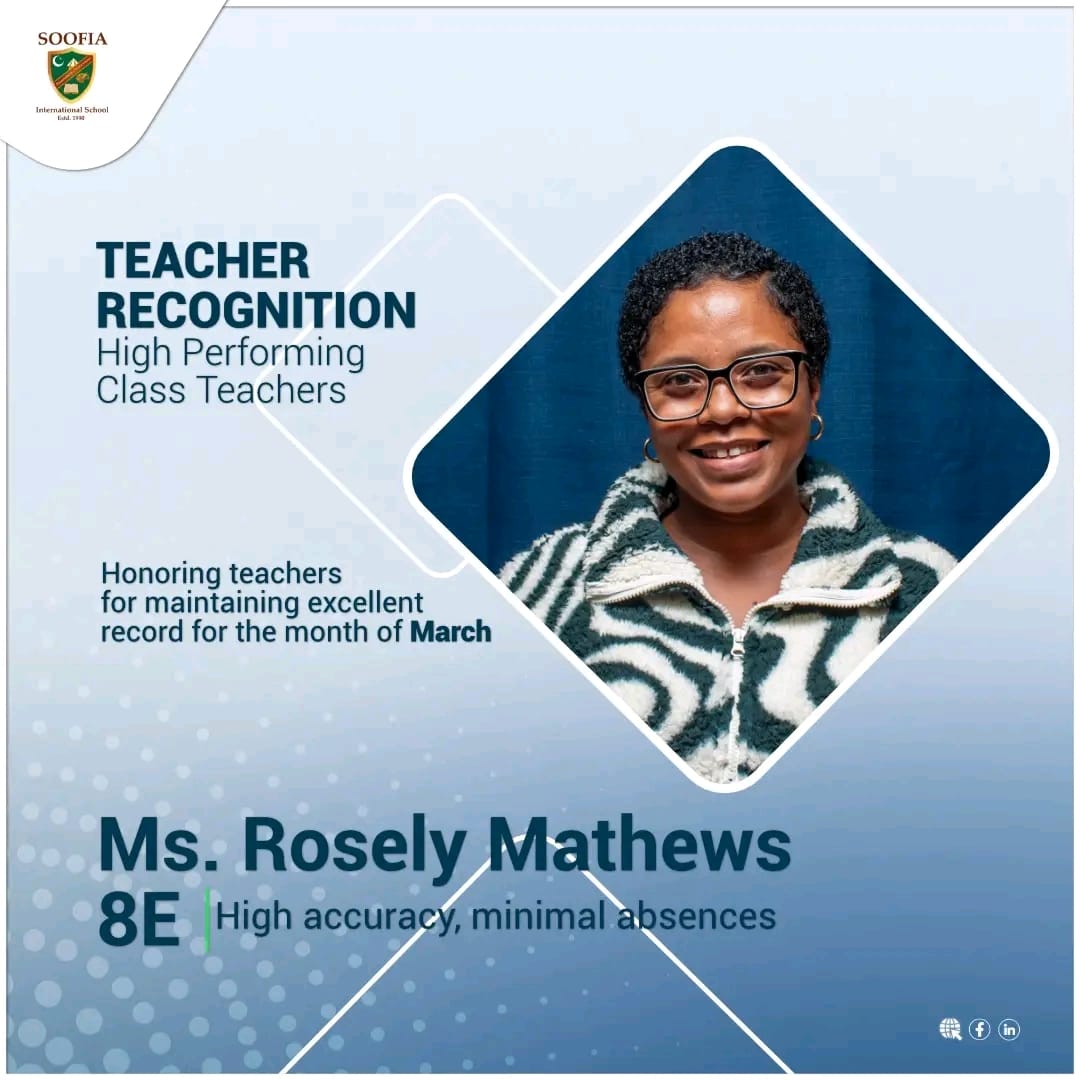 SOOFIA
International School
Estd. 1990
TEACHER
RECOGNITION
High Performing
Class Teachers
Honoring teachers
for maintaining excellent
record for the month of March
Ms. Rosely Mathews
8E
High accuracy, minimal absences